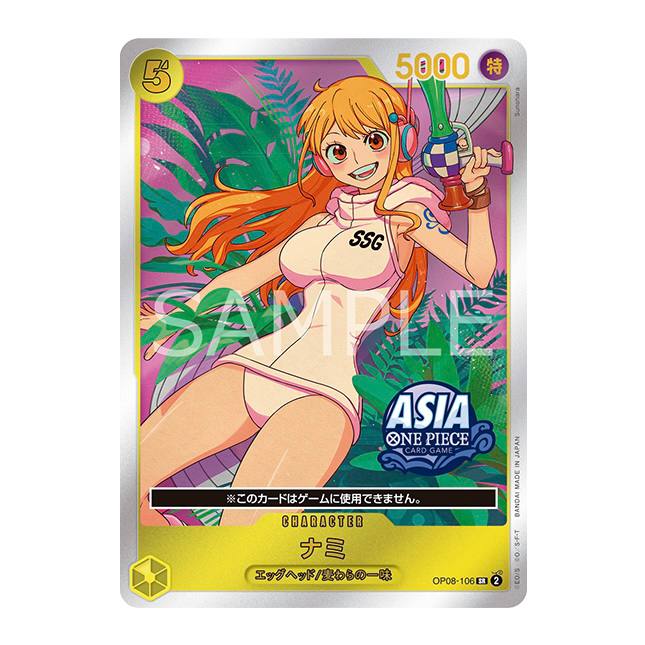 5
5000 特
Sunohara
SSG
SAMPLE
ASIA
ONE PIECE
CARD GAME
※このカードはゲームに使用できません。
CHARACTER
ナミ
エッグヘッド/麦わらの一味
OP08-106 SR 2
©E.O./S. ©O. S・F・T BANDAI MADE IN JAPAN